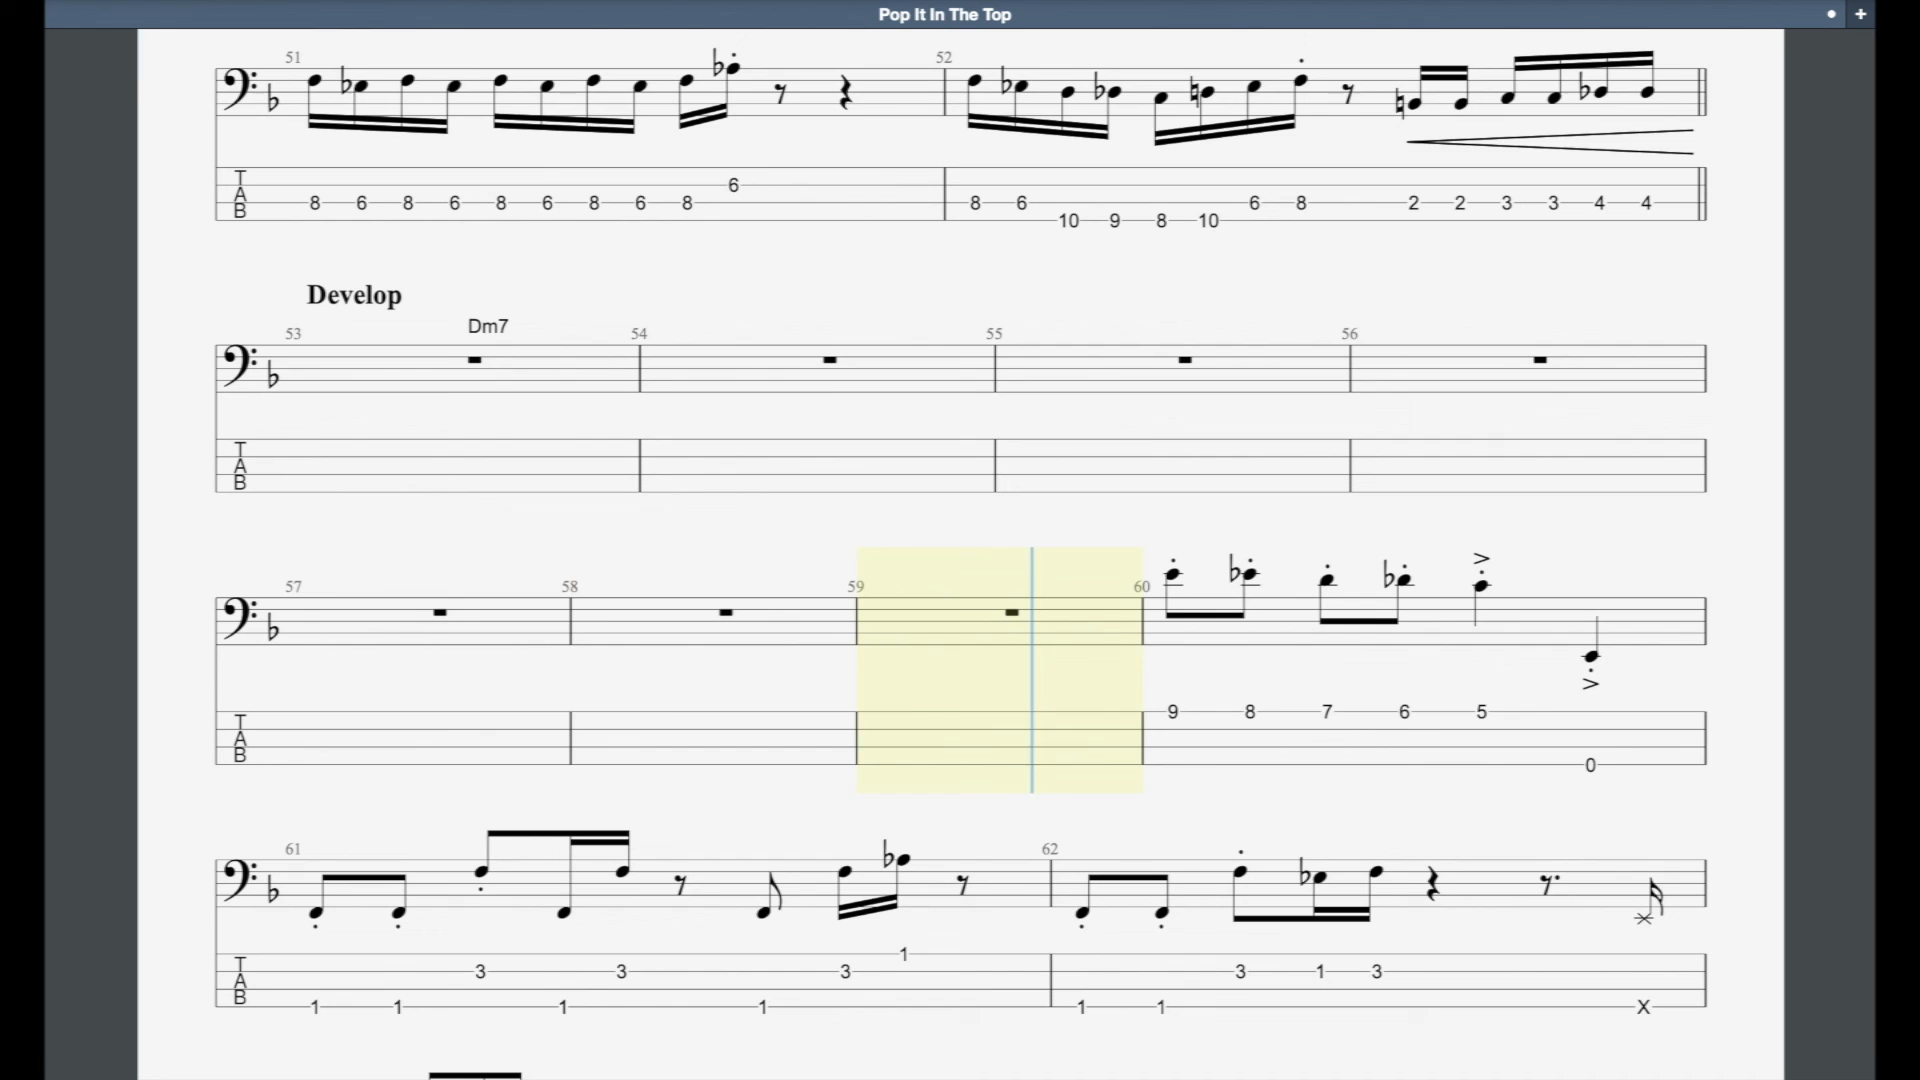 Pop It In The Top
+
51 52
T
A
B
6
8 6 8 6 8 6 8 6 8 8 6 6 8 2 2 3 3 4 4
10 9 8 10
Develop
Dm7
53 54 55 56
T
A
B
57 58 59 60
T
A
B
9 8 7 6 5
0
61 62
T
A
B
1
3 3 3 3 1 3
1 1 1 1 1 1 X